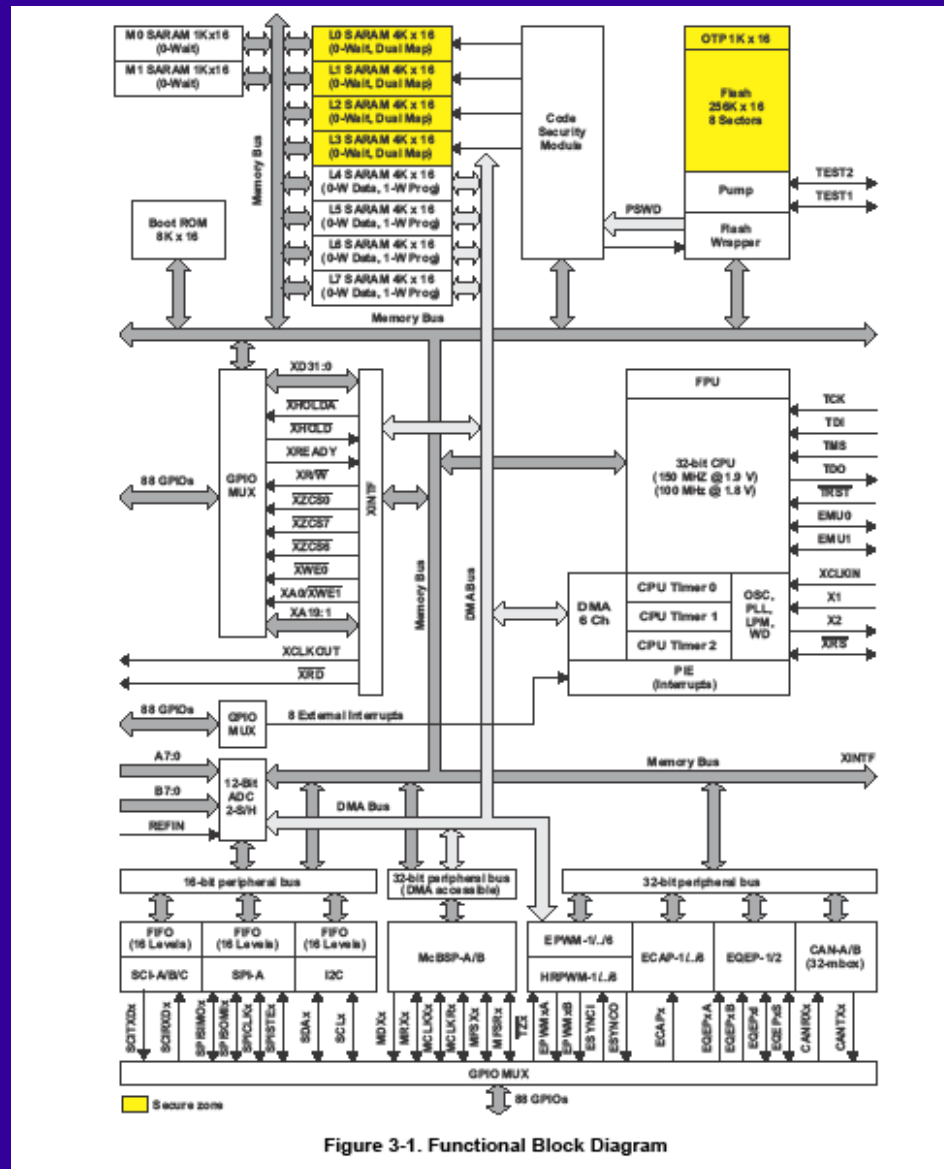 M0 SARAM 1Kx16
(0-Wait)
M1 SARAM 1Kx16
(0-Wait)
L0 SARAM 4K x 16
(0-Wait, Dual Map)
L1 SARAM 4K x 16
(0-Wait, Dual Map)
L2 SARAM 4K x 16
(0-Wait, Dual Map)
L3 SARAM 4K x 16
(0-Wait, Dual Map)
L4 SARAM 4K x 16
(0-W Data, 1-W Prog)
L5 SARAM 4K x 16
(0-W Data, 1-W Prog)
L6 SARAM 4K x 16
(0-W Data, 1-W Prog)
L7 SARAM 4K x 16
(0-W Data, 1-W Prog)
Memory Bus
Boot ROM
8K x 16
Code
Security
Module
OTP 1K x 16
Flash
256K x 16
8 Sectors
Pump
Flash
Wrapper
PSWD
TEST2
TEST1
Memory Bus
XD31:0
XHOLDA
XHOLD
XREADY
XR/W
XZCS0
XZCS7
XZCS6
XWE0
XA0/XWE1
XA19:1
XCLKOUT
XRD
88 GPIOs
GPIO
MUX
XINTF
Memory Bus
DMA Bus
FPU
32-bit CPU
(150 MHZ @ 1.9 V)
(100 MHz @ 1.8 V)
DMA
6 Ch
CPU Timer 0
CPU Timer 1
CPU Timer 2
OSC,
PLL,
LPM,
WD
PIE
(Interrupts)
TCK
TDI
TMS
TDO
TRST
EMU0
EMU1
XCLKIN
X1
X2
XRS
88 GPIOs
GPIO
MUX
8 External Interrupts
A7:0
B7:0
REFIN
12-Bit
ADC
2-S/H
Memory Bus
XINTF
DMA Bus
16-bit peripheral bus
32-bit peripheral bus
(DMA accessible)
32-bit peripheral bus
FIFO
(16 Levels)
SCI-A/B/C
FIFO
(16 Levels)
SPI-A
FIFO
(16 Levels)
I2C
McBSP-A/B
EPWM-1/../6
HRPWM-1/../6
ECAP-1/../6
EQEP-1/2
CAN-A/B
(32-mbox)
SCITXDx
SCIRXDx
SPISIMOx
SPISOMIx
SPICLKx
SPISTEx
SDAx
SCLx
MDXx
MRXx
MCLKXx
MCLKRx
MFSXx
MFSRx
TZx
EPWMxA
EPWMxB
ESYNCI
ESYNCO
ECAPx
EQEPxA
EQEPxB
EQEPxI
EQEPxS
CANRXx
CANTXx
GPIO MUX
88 GPIOs
Secure zone
Figure 3-1. Functional Block Diagram